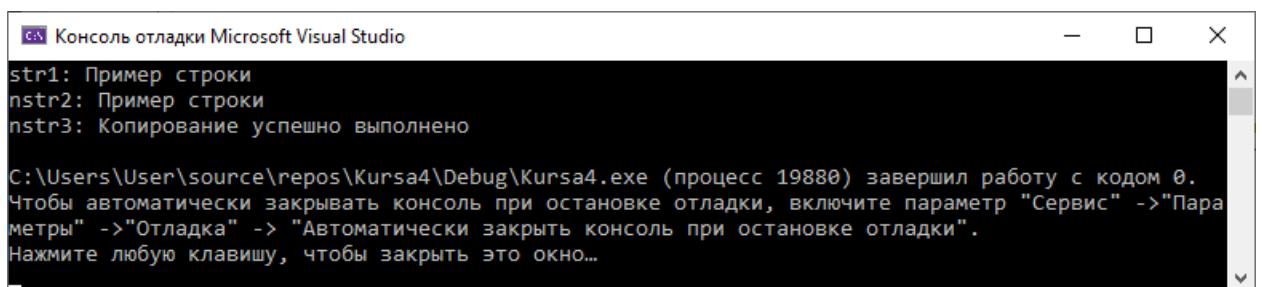 Консоль отладки Microsoft Visual Studio
str1: Пример строки
nstr2: Пример строки
nstr3: Копирование успешно выполнено
C:\Users\User\source\repos\Kursa4\Debug\Kursa4.exe (процесс 19880) завершил работу с кодом 0.
Чтобы автоматически закрывать консоль при остановке отладки, включите параметр "Сервис" ->"Пара
метры" ->"Отладка" -> "Автоматически закрыть консоль при остановке отладки".
Нажмите любую клавишу, чтобы закрыть это окно…